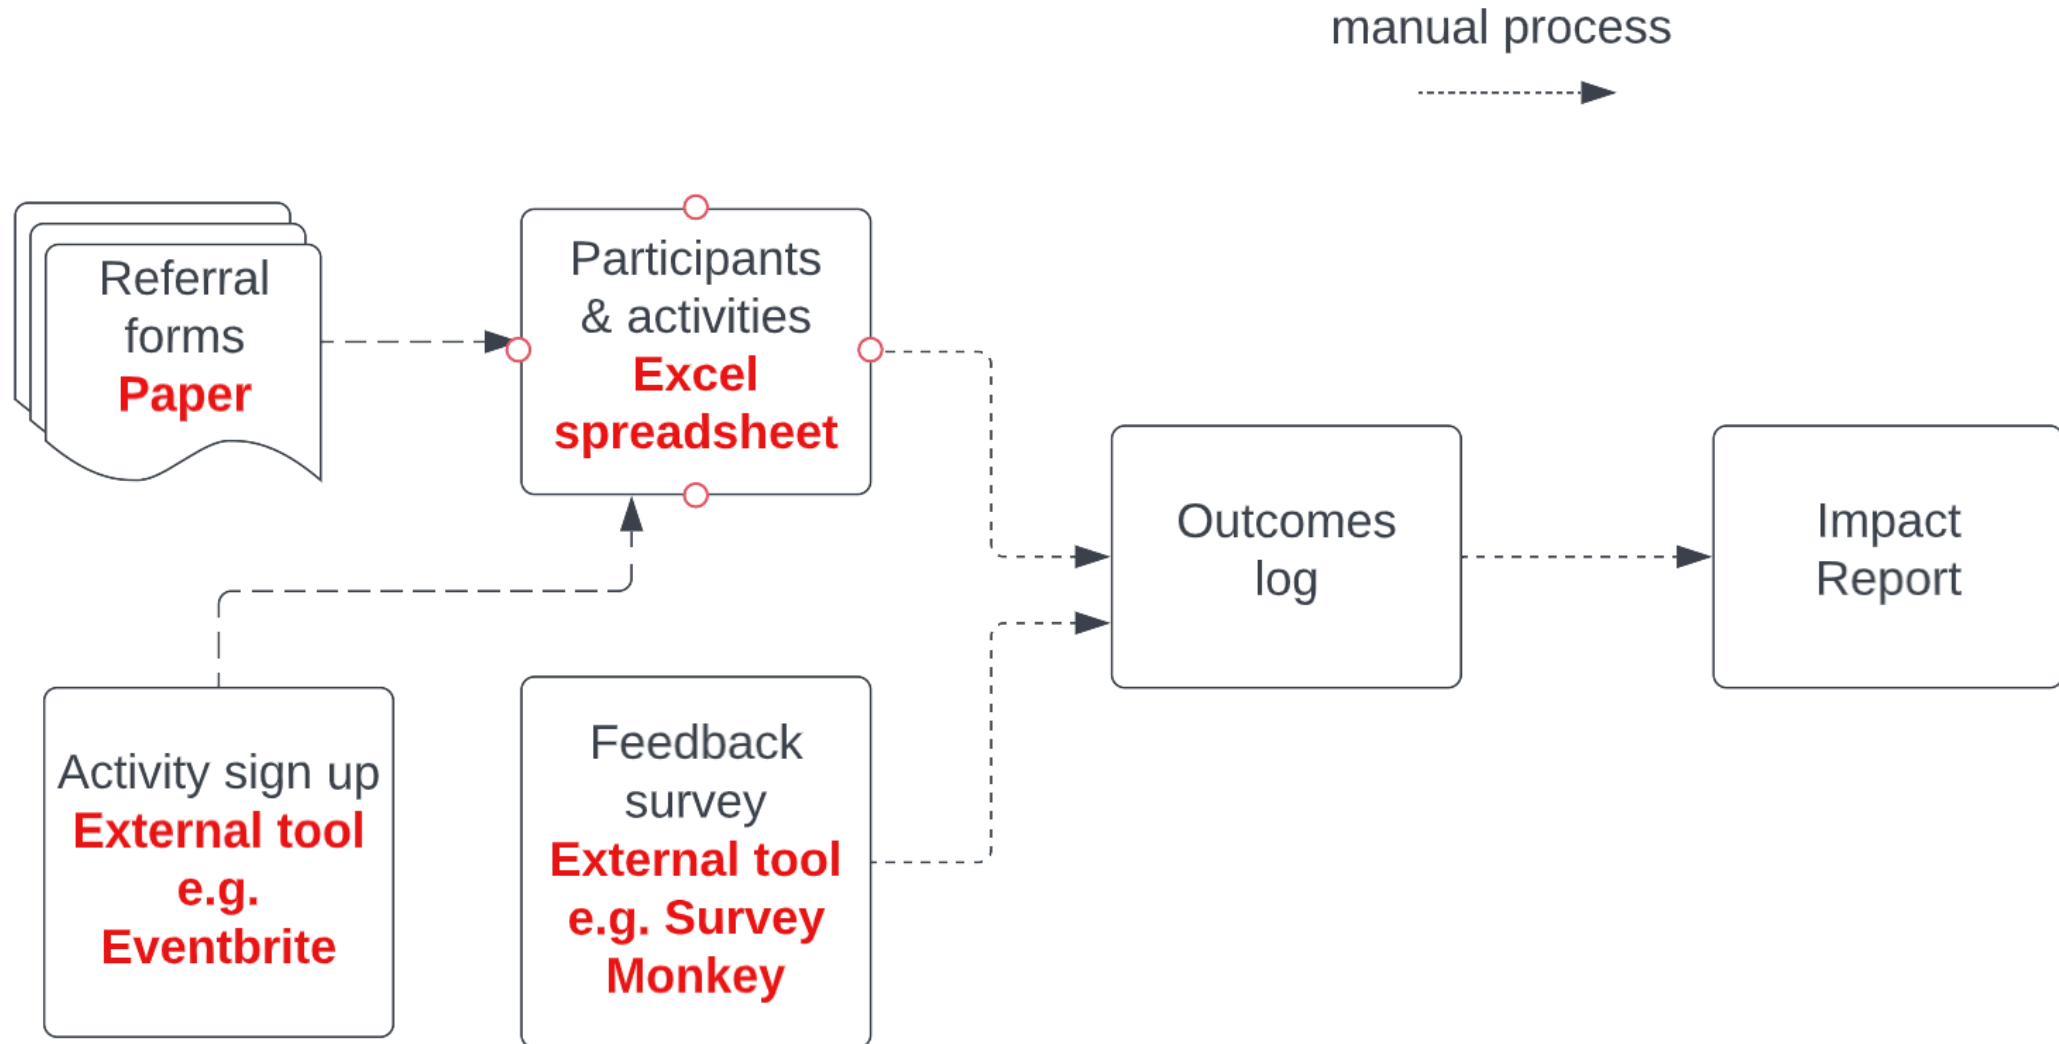 manual process
Referral
forms
Paper
Participants
& activities
Excel
spreadsheet
Outcomes
log
Impact
Report
Activity sign up
External tool
e.g.
Eventbrite
Feedback
survey
External tool
e.g. Survey
Monkey